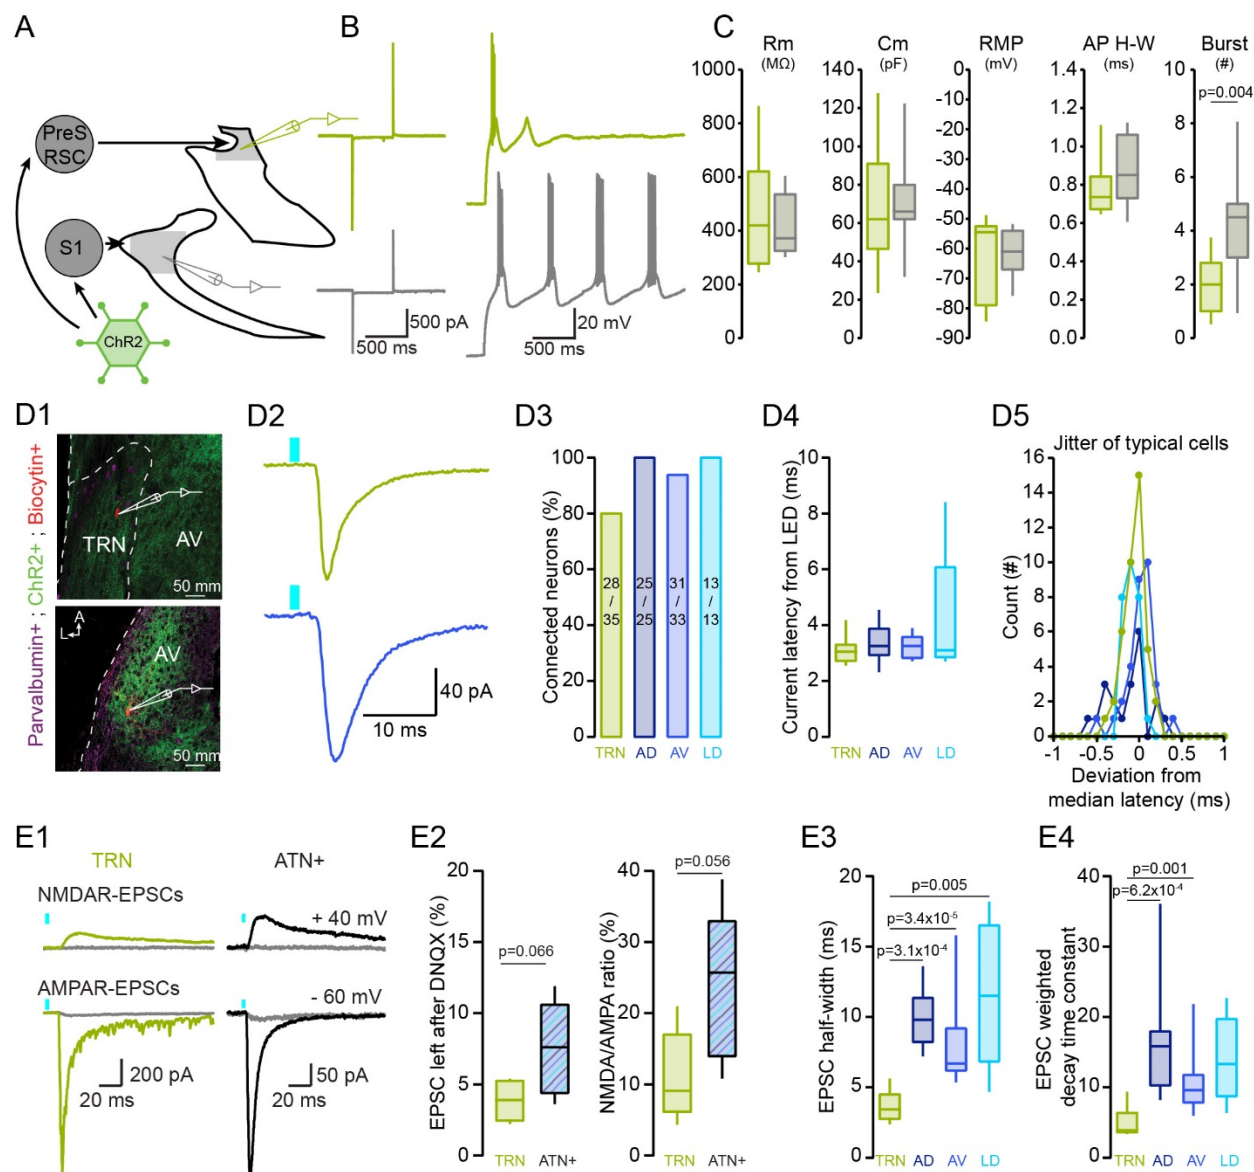 A
B
C
PreS
RSC
S1
ChR2
500 pA
500 ms
20 mV
500 ms
Rm
(MΩ)
1000
800
600
400
200
0
Cm
(pF)
140
120
100
80
60
40
20
0
RMP
(mV)
-0
-10
-20
-30
-40
-50
-60
-70
-80
-90
AP H-W
(ms)
1.4
1.2
1.0
0.8
0.6
0.4
0.2
0.0
Burst
(#)
p=0.004
10
8
6
4
2
0
D1
Parvalbumin+ ; ChR2+ ; Biocytin+
TRN
AV
50 mm
A
L
AV
50 mm
D2
40 pA
10 ms
D3
Connected neurons (%)
100
80
60
40
20
0
28
/
35
25
/
25
31
/
33
13
/
13
TRN AD AV LD
D4
Current latency from LED (ms)
10
8
6
4
2
0
TRN AD AV LD
D5
Jitter of typical cells
Count (#)
16
14
12
10
8
6
4
2
0
-1 -0.5 0 0.5 1
Deviation from
median latency (ms)
E1
TRN
ATN+
NMDAR-EPSCs
+ 40 mV
AMPAR-EPSCs
- 60 mV
200 pA
20 ms
50 pA
20 ms
E2
EPSC left after DNQX (%)
20
15
10
5
0
p=0.066
TRN ATN+
NMDA/AMPA ratio (%)
40
30
20
10
0
p=0.056
TRN ATN+
E3
EPSC half-width (ms)
20
15
10
5
0
p=0.005
p=3.4x10-5
p=3.1x10-4
TRN AD AV LD
E4
EPSC weighted
decay time constant
40
30
20
10
0
p=0.001
p=6.2x10-4
TRN AD AV LD